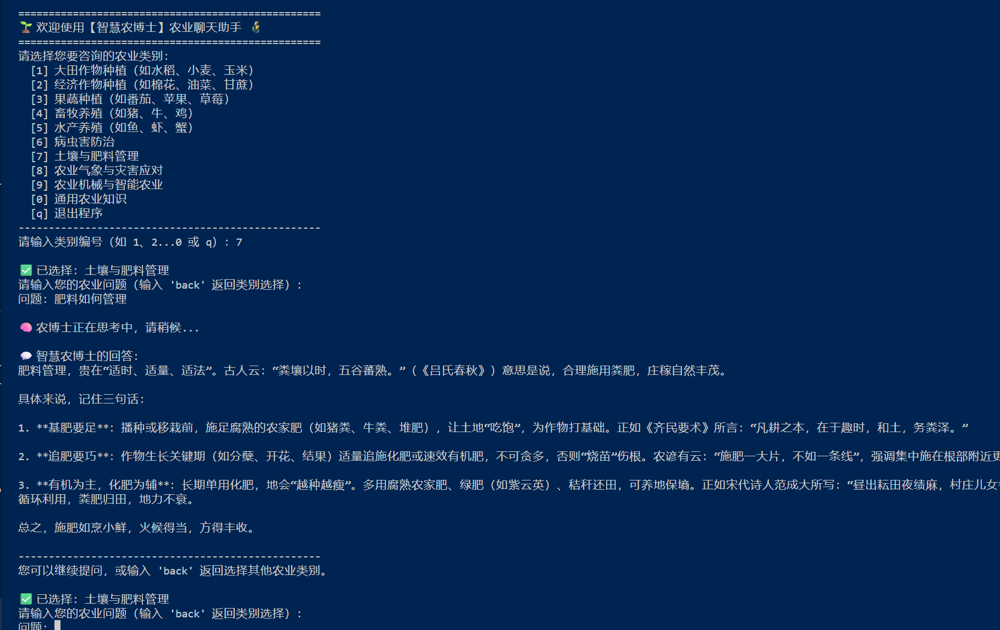 ==================================================
🌱 欢迎使用【智慧农博士】农业聊天助手 🌾
==================================================
请选择您要咨询的农业类别：
[1] 大田作物种植（如水稻、小麦、玉米）
[2] 经济作物种植（如棉花、油菜、甘蔗）
[3] 果蔬种植（如番茄、苹果、草莓）
[4] 畜牧养殖（如猪、牛、鸡）
[5] 水产养殖（如鱼、虾、蟹）
[6] 病虫害防治
[7] 土壤与肥料管理
[8] 农业气象与灾害应对
[9] 农业机械与智能农业
[0] 通用农业知识
[q] 退出程序
--------------------------------------------------
请输入类别编号（如 1、2...0 或 q）：7
✅ 已选择：土壤与肥料管理
请输入您的农业问题（输入 'back' 返回类别选择）：
问题：肥料如何管理
🧠 农博士正在思考中，请稍候...
💬 智慧农博士的回答：
肥料管理，贵在“适时、适量、适法”。古人云：“粪壤以时，五谷蕃熟。”（《吕氏春秋》）意思是说，合理施用粪肥，庄稼自然丰茂。
具体来说，记住三句话：
1. **基肥要足**：播种或移栽前，施足腐熟的农家肥（如猪粪、牛粪、堆肥），让土地“吃饱”，为作物打基础。正如《齐民要术》所言：“凡耕之本，在于趣时，和土，务粪泽。”
2. **追肥要巧**：作物生长关键期（如分蘖、开花、结果）适量追施化肥或速效有机肥，不可贪多，否则“烧苗”伤根。农谚有云：“施肥一大片，不如一条线”，强调集中施在根部附近更
3. **有机为主，化肥为辅**：长期单用化肥，地会“越种越瘦”。多用腐熟农家肥、绿肥（如紫云英）、秸秆还田，可养地保墒。正如宋代诗人范成大所写：“昼出耘田夜绩麻，村庄儿女
循环利用，粪肥归田，地力不衰。
总之，施肥如烹小鲜，火候得当，方得丰收。
--------------------------------------------------
您可以继续提问，或输入 'back' 返回选择其他农业类别。
✅ 已选择：土壤与肥料管理
请输入您的农业问题（输入 'back' 返回类别选择）：
问题：